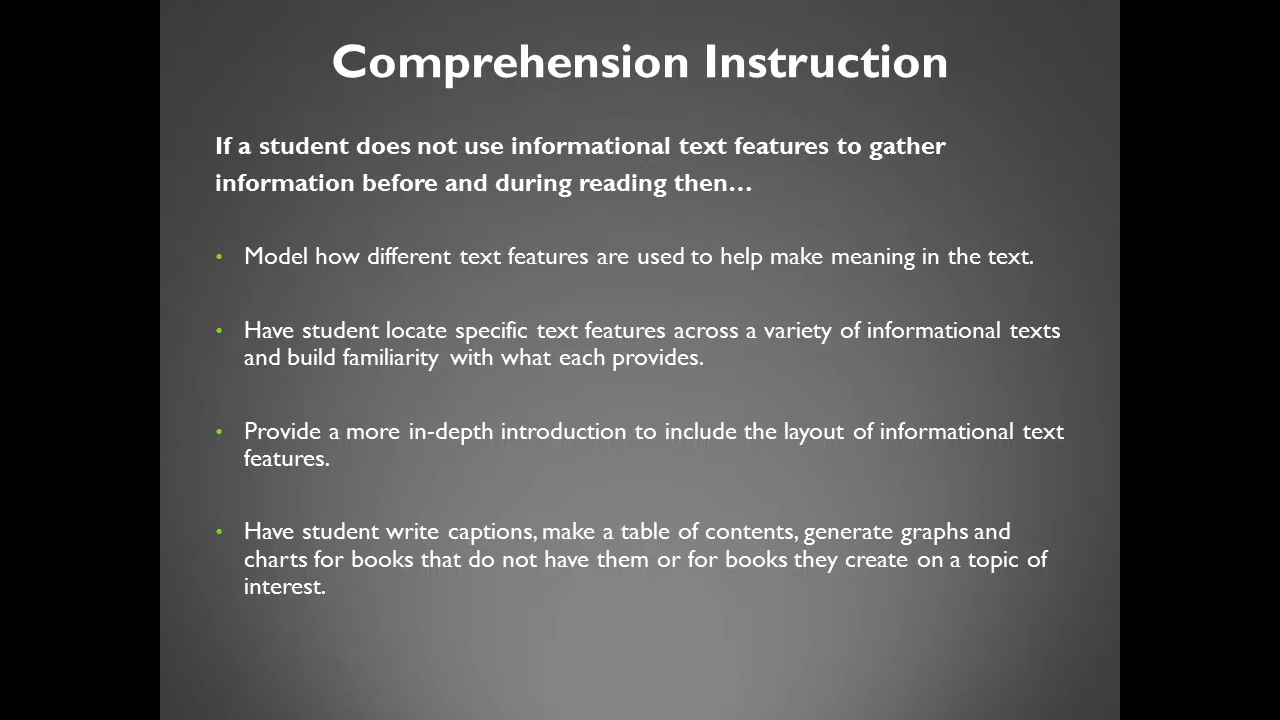 Comprehension Instruction
If a student does not use informational text features to gather
information before and during reading then…
• Model how different text features are used to help make meaning in the text.
• Have student locate specific text features across a variety of informational texts
and build familiarity with what each provides.
• Provide a more in-depth introduction to include the layout of informational text
features.
• Have student write captions, make a table of contents, generate graphs and
charts for books that do not have them or for books they create on a topic of
interest.